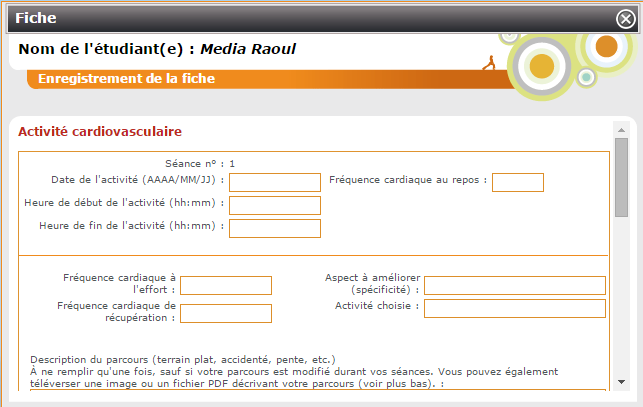 Fiche
Nom de l'étudiant(e) : Media Raoul
Enregistrement de la fiche
Activité cardiovasculaire
Séance n° : 1
Date de l'activité (AAAA/MM/JJ) : Fréquence cardiaque au repos :
Heure de début de l'activité (hh:mm) :
Heure de fin de l'activité (hh:mm) :
Fréquence cardiaque à
l'effort :
Aspect à améliorer
(spécificité) :
Fréquence cardiaque de
récupération :
Activité choisie :
Description du parcours (terrain plat, accidenté, pente, etc.)
À ne remplir qu'une fois, sauf si votre parcours est modifié durant vos séances. Vous pouvez également
téléverser une image ou un fichier PDF décrivant votre parcours (voir plus bas). :